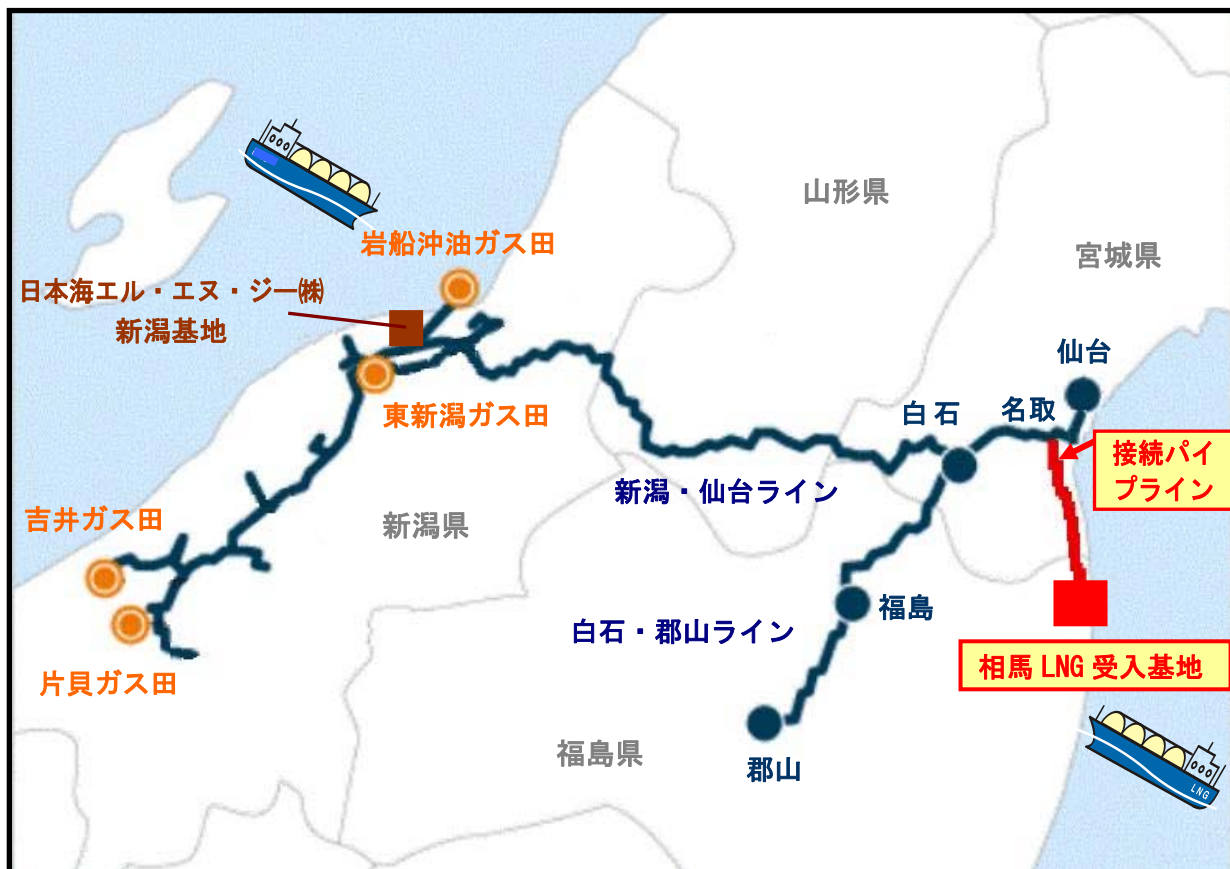 山形県
宮城県
岩船沖油ガス田
日本海エル・エヌ・ジー㈱
新潟基地
仙台
白石
名取
東新潟ガス田
接続パイ
プライン
新潟・仙台ライン
吉井ガス田
新潟県
福島
白石・郡山ライン
相馬 LNG 受入基地
片貝ガス田
福島県
郡山
LNG